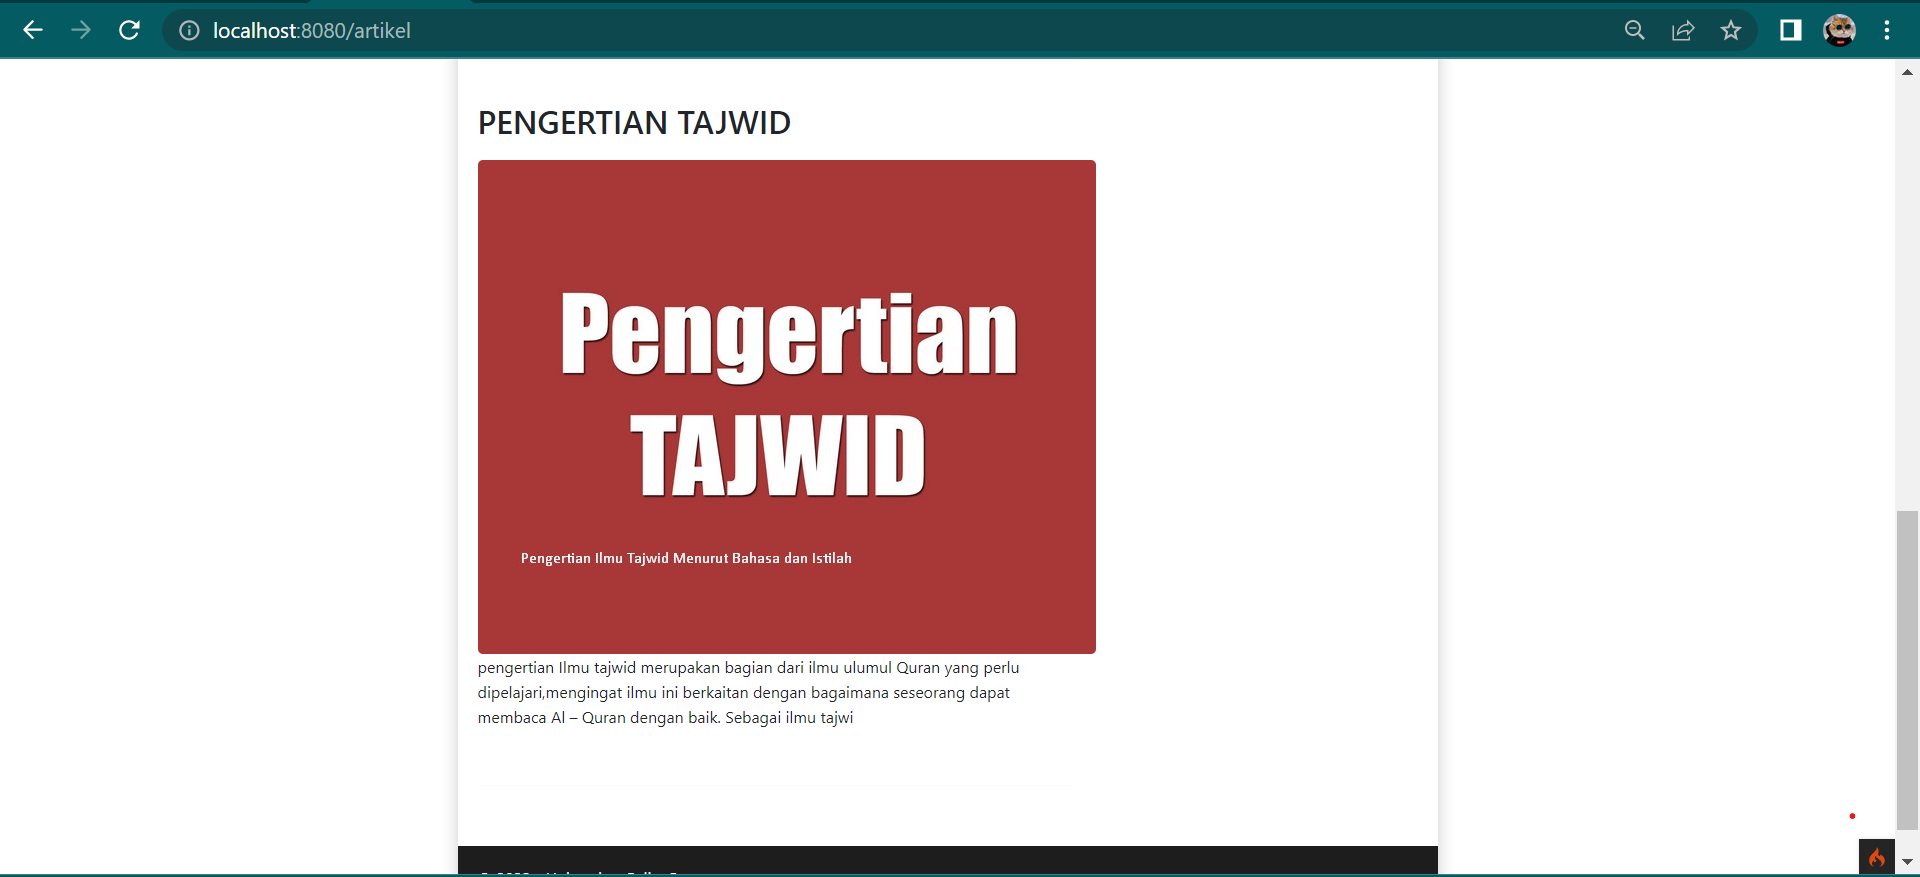 localhost:8080/artikel
PENGERTIAN TAJWID
Pengertian
TAJWID
Pengertian Ilmu Tajwid Menurut Bahasa dan Istilah
pengertian Ilmu tajwid merupakan bagian dari ilmu ulumul Quran yang perlu
dipelajari,mengingat ilmu ini berkaitan dengan bagaimana seseorang dapat
membaca Al – Quran dengan baik. Sebagai ilmu tajwi